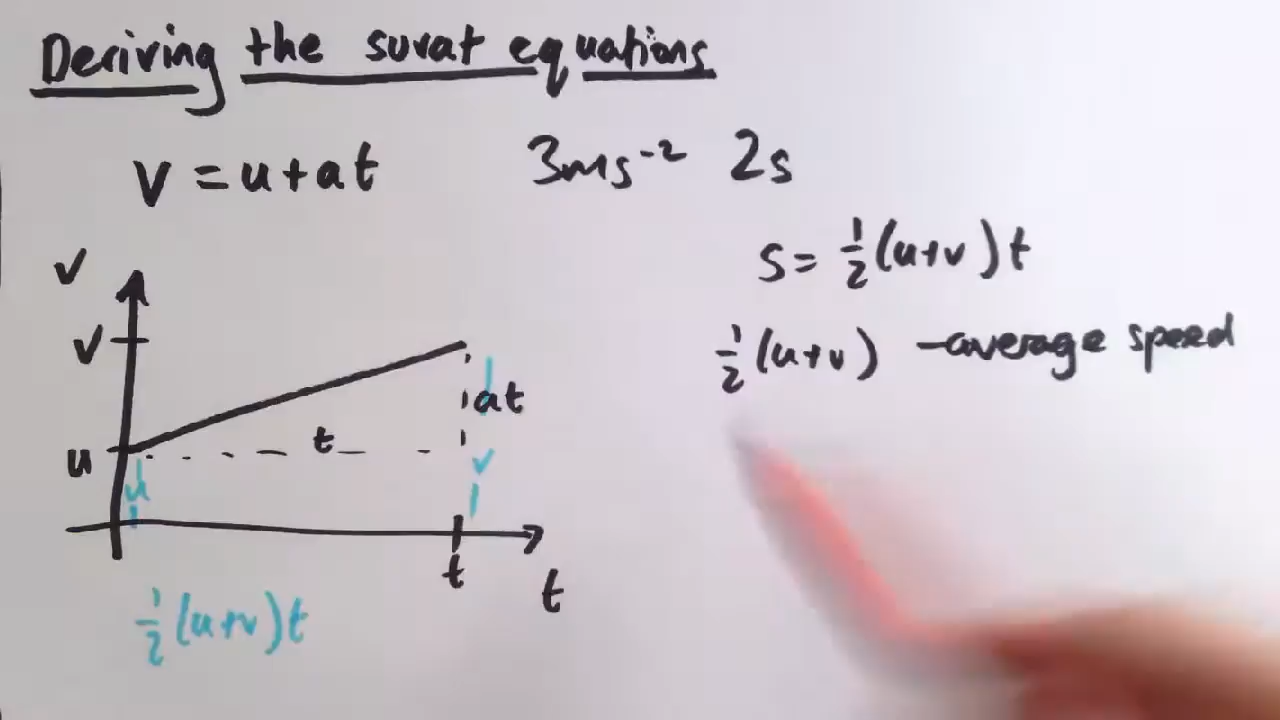 Deriving the suvat equations
v = u + at
3ms⁻² 2s
s = ½(u+v)t
½(u+v) - average speed
v
v
at
t
u
v
u
t
t
½(u+v)t